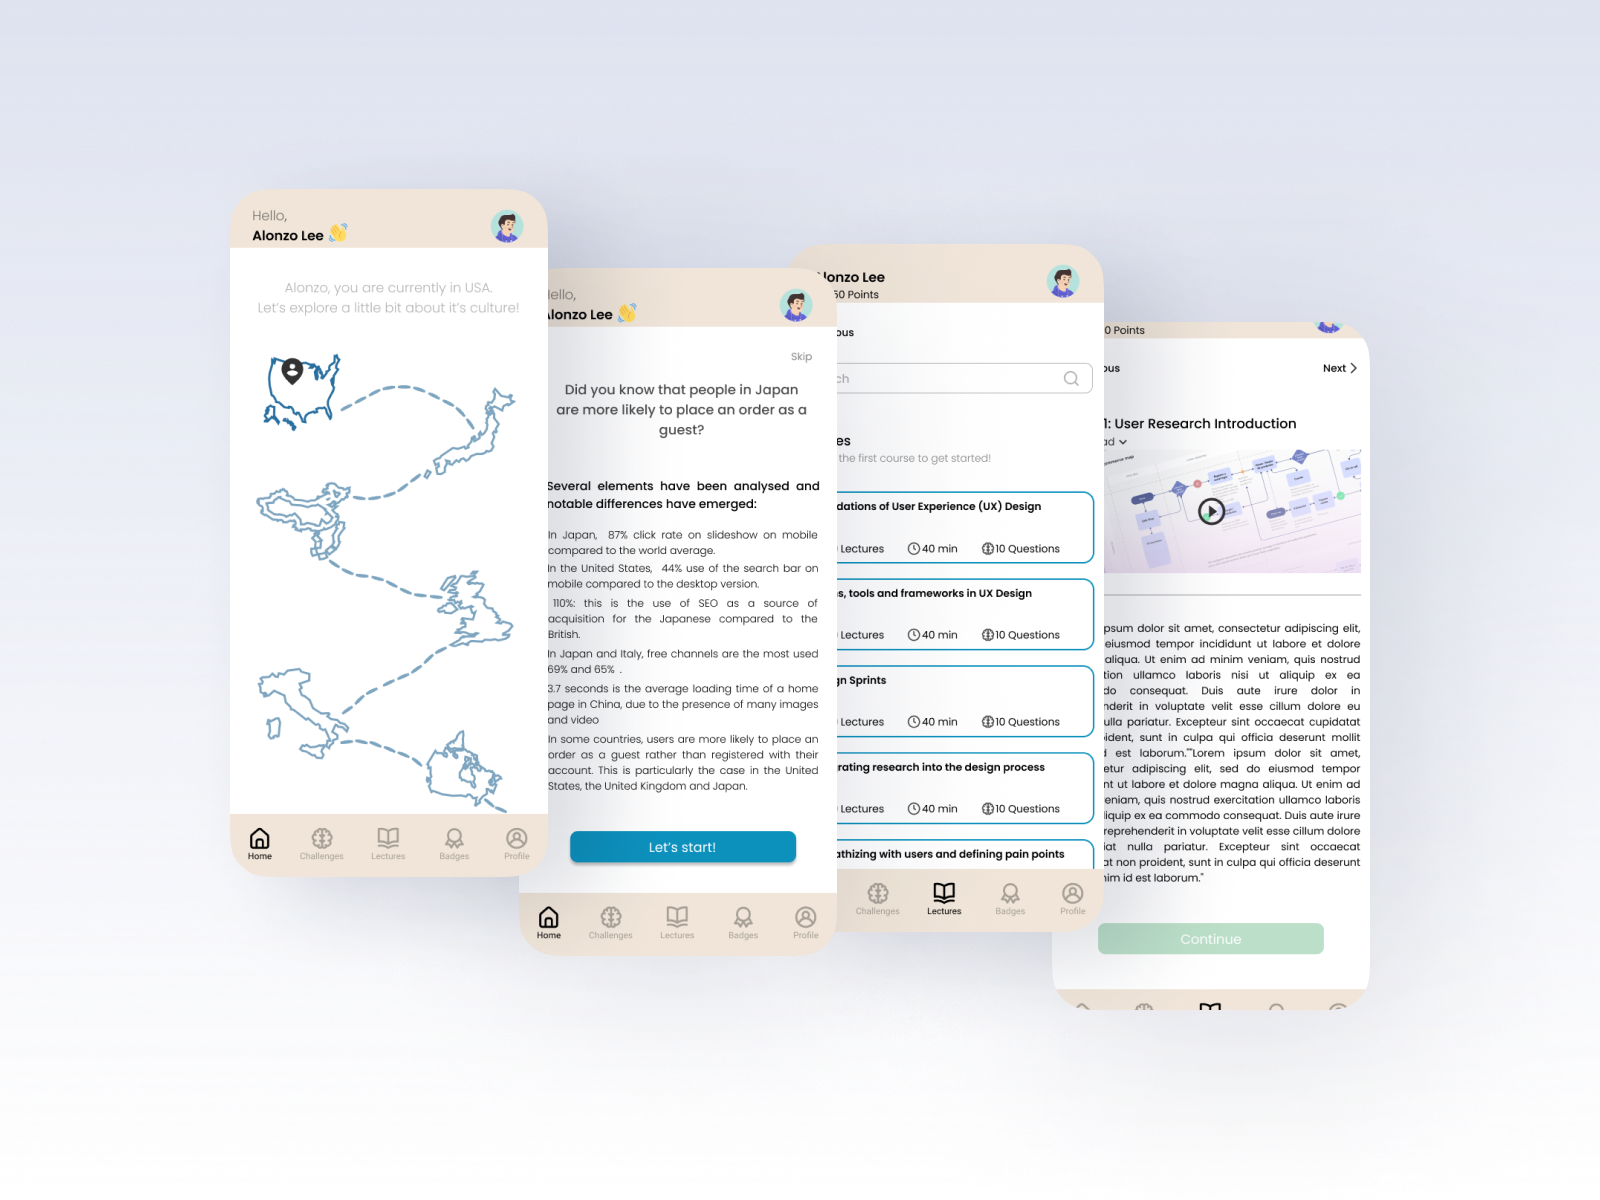 Hello,
Alonzo Lee
Alonzo, you are currently in USA.
Let's explore a little bit about it's culture!
Home
Challenges
Lectures
Badges
Profile
ello,
Alonzo Lee
Skip
Did you know that people in Japan
are more likely to place an order as a
guest?
Several elements have been analysed and
notable differences have emerged:
In Japan, 87% click rate on slideshow on mobile
compared to the world average.
In the United States, 44% use of the search bar on
mobile compared to the desktop version.
110%: this is the use of SEO as a source of
acquisition for the Japanese compared to the
British.
In Japan and Italy, free channels are the most used
69% and 65% .
3.7 seconds is the average loading time of a home
page in China, due to the presence of many images
and video
In some countries, users are more likely to place an
order as a guest rather than registered with their
account. This is particularly the case in the United
States, the United Kingdom and Japan.
Let's start!
Home
Challenges
Lectures
Badges
Profile
lonzo Lee
50 Points
ous
ch
es
the first course to get started!
dations of User Experience (UX) Design
Lectures
40 min
10 Questions
s, tools and frameworks in UX Design
Lectures
40 min
10 Questions
gn Sprints
Lectures
40 min
10 Questions
rating research into the design process
Lectures
40 min
10 Questions
athizing with users and defining pain points
Challenges
Lectures
Badges
Profile
0 Points
ous
Next
1: User Research Introduction
ad
psum dolor sit amet, consectetur adipiscing elit,
eiusmod tempor incididunt ut labore et dolore
aliqua. Ut enim ad minim veniam, quis nostrud
tion ullamco laboris nisi ut aliquip ex ea
do consequat. Duis aute irure dolor in
nderit in voluptate velit esse cillum dolore eu
ulla pariatur. Excepteur sint occaecat cupidatat
ident, sunt in culpa qui officia deserunt mollit
est laborum.""Lorem ipsum dolor sit amet,
etur adipiscing elit, sed do eiusmod tempor
nt ut labore et dolore magna aliqua. Ut enim ad
eniam, quis nostrud exercitation ullamco laboris
liquip ex ea commodo consequat. Duis aute irure
reprehenderit in voluptate velit esse cillum dolore
iat nulla pariatur. Excepteur sint occaecat
at non proident, sunt in culpa qui officia deserunt
nim id est laborum."
Continue